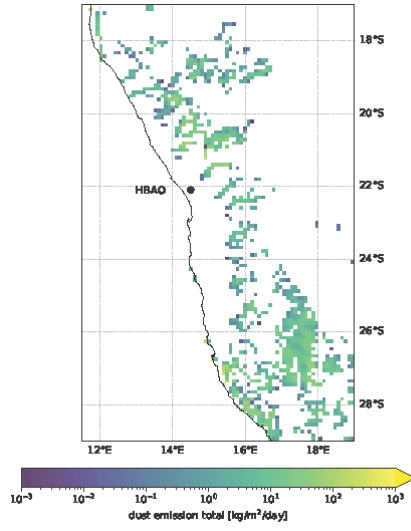 18°S
20°S
HBAO
22°S
24°S
26°S
28°S
12°E 14°E 16°E 18°E
10⁻³ 10⁻² 10⁻¹ 10⁰ 10¹ 10² 10³
dust emission total [kg/m²/day]